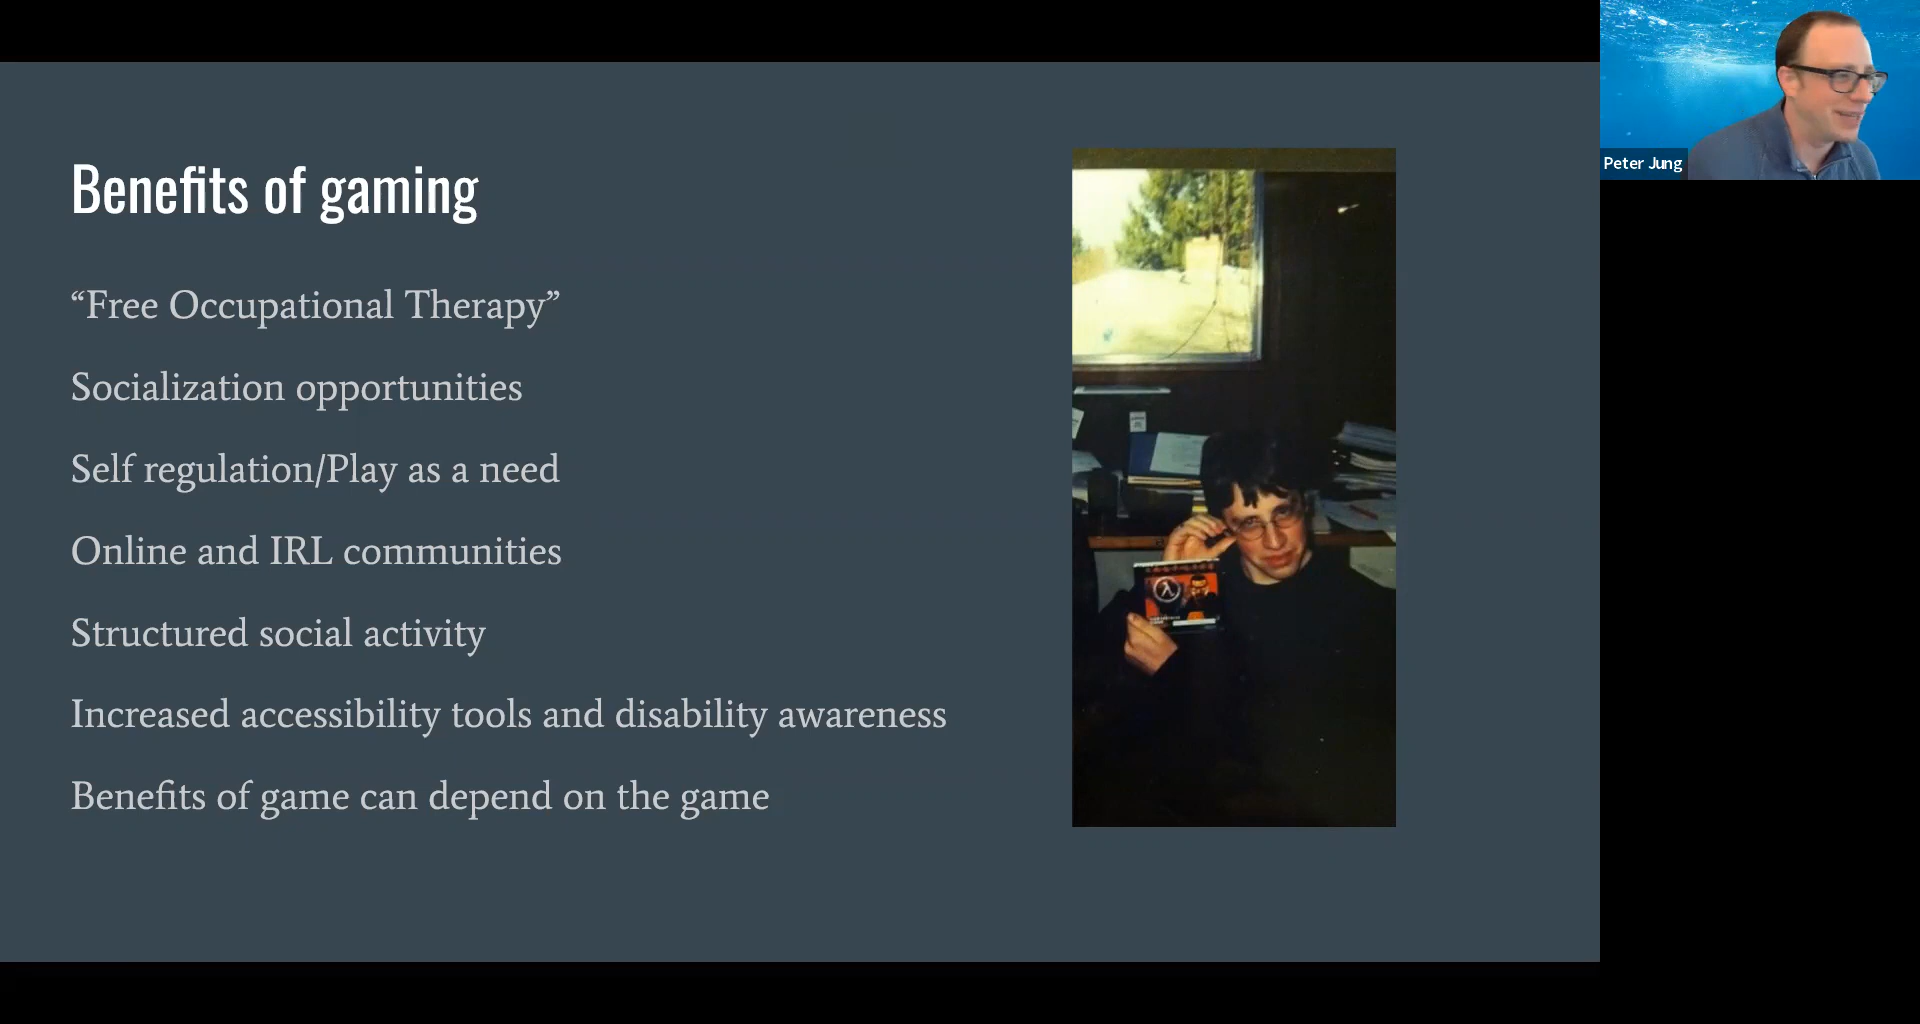 Benefits of gaming
“Free Occupational Therapy”
Socialization opportunities
Self regulation/Play as a need
Online and IRL communities
Structured social activity
Increased accessibility tools and disability awareness
Benefits of game can depend on the game
Peter Jung